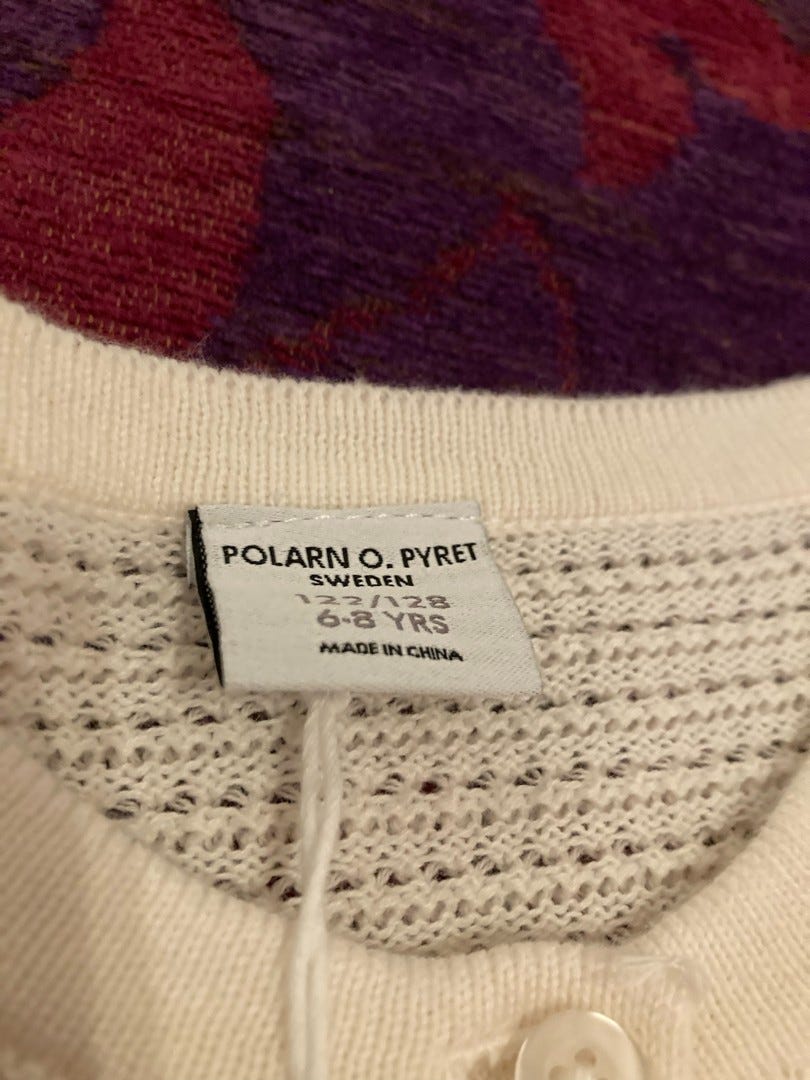 POLARN O. PYRET
SWEDEN
122/128
6-8 YRS
MADE IN CHINA